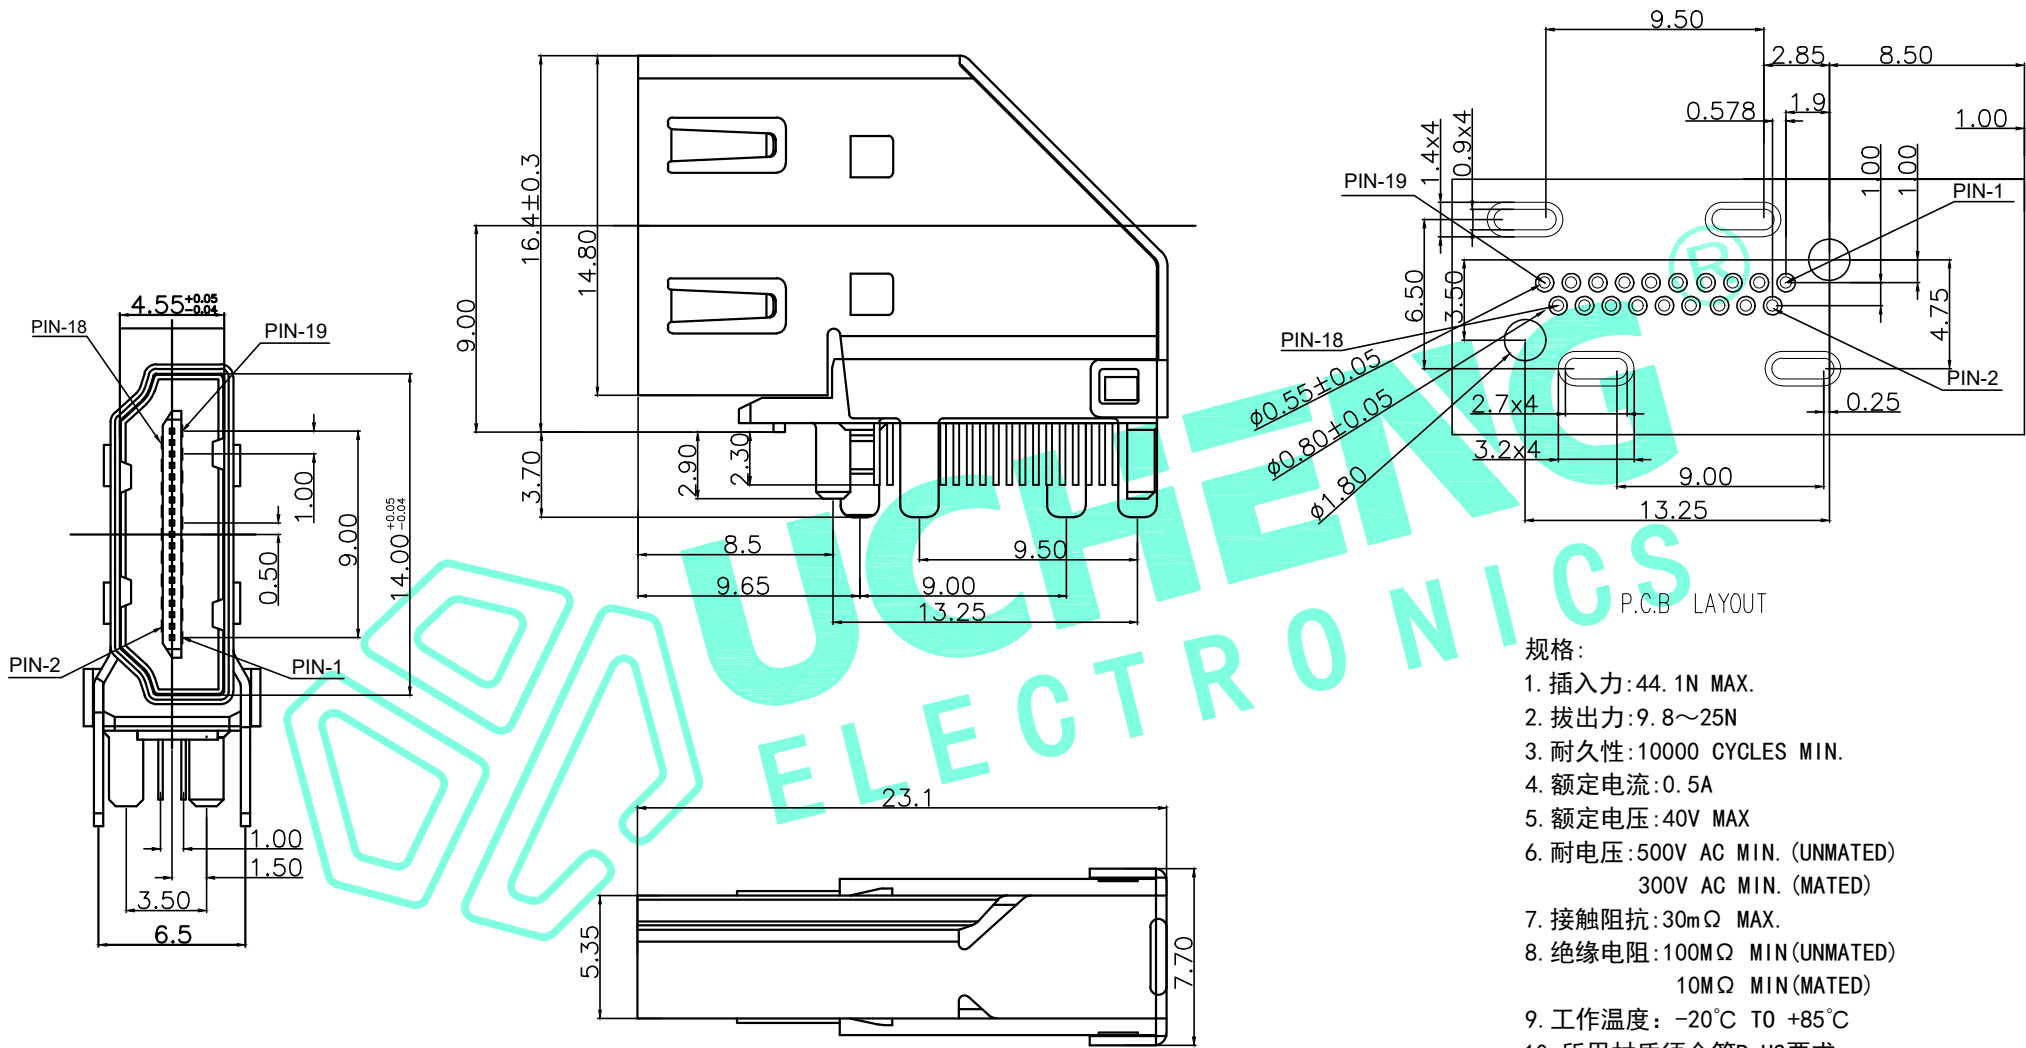 9.50
2.85
8.50
0.578
1.9
1.00
1.4x4
0.9x4
1.00
1.00
PIN-19
PIN-1
6.50
3.50
4.75
PIN-18
PIN-2
ø0.55±0.05
ø0.80±0.05
ø1.80
2.7x4
0.25
3.2x4
9.00
13.25
P.C.B LAYOUT
16.4±0.3
14.80
9.00
3.70
2.90
2.30
8.5
9.50
9.65
9.00
13.25
4.55+0.05-0.04
PIN-18
PIN-19
1.00
9.00
14.00+0.05-0.04
0.50
PIN-2
PIN-1
1.00
1.50
3.50
6.5
23.1
5.35
7.70
UCHENG®
ELECTRONICS
规格:
1.插入力:44.1N MAX.
2.拔出力:9.8～25N
3.耐久性:10000 CYCLES MIN.
4.额定电流:0.5A
5.额定电压:40V MAX
6.耐电压:500V AC MIN.(UNMATED)
300V AC MIN.(MATED)
7.接触阻抗:30mΩ MAX.
8.绝缘电阻:100MΩ MIN(UNMATED)
10MΩ MIN(MATED)
9.工作温度：-20℃ TO +85℃